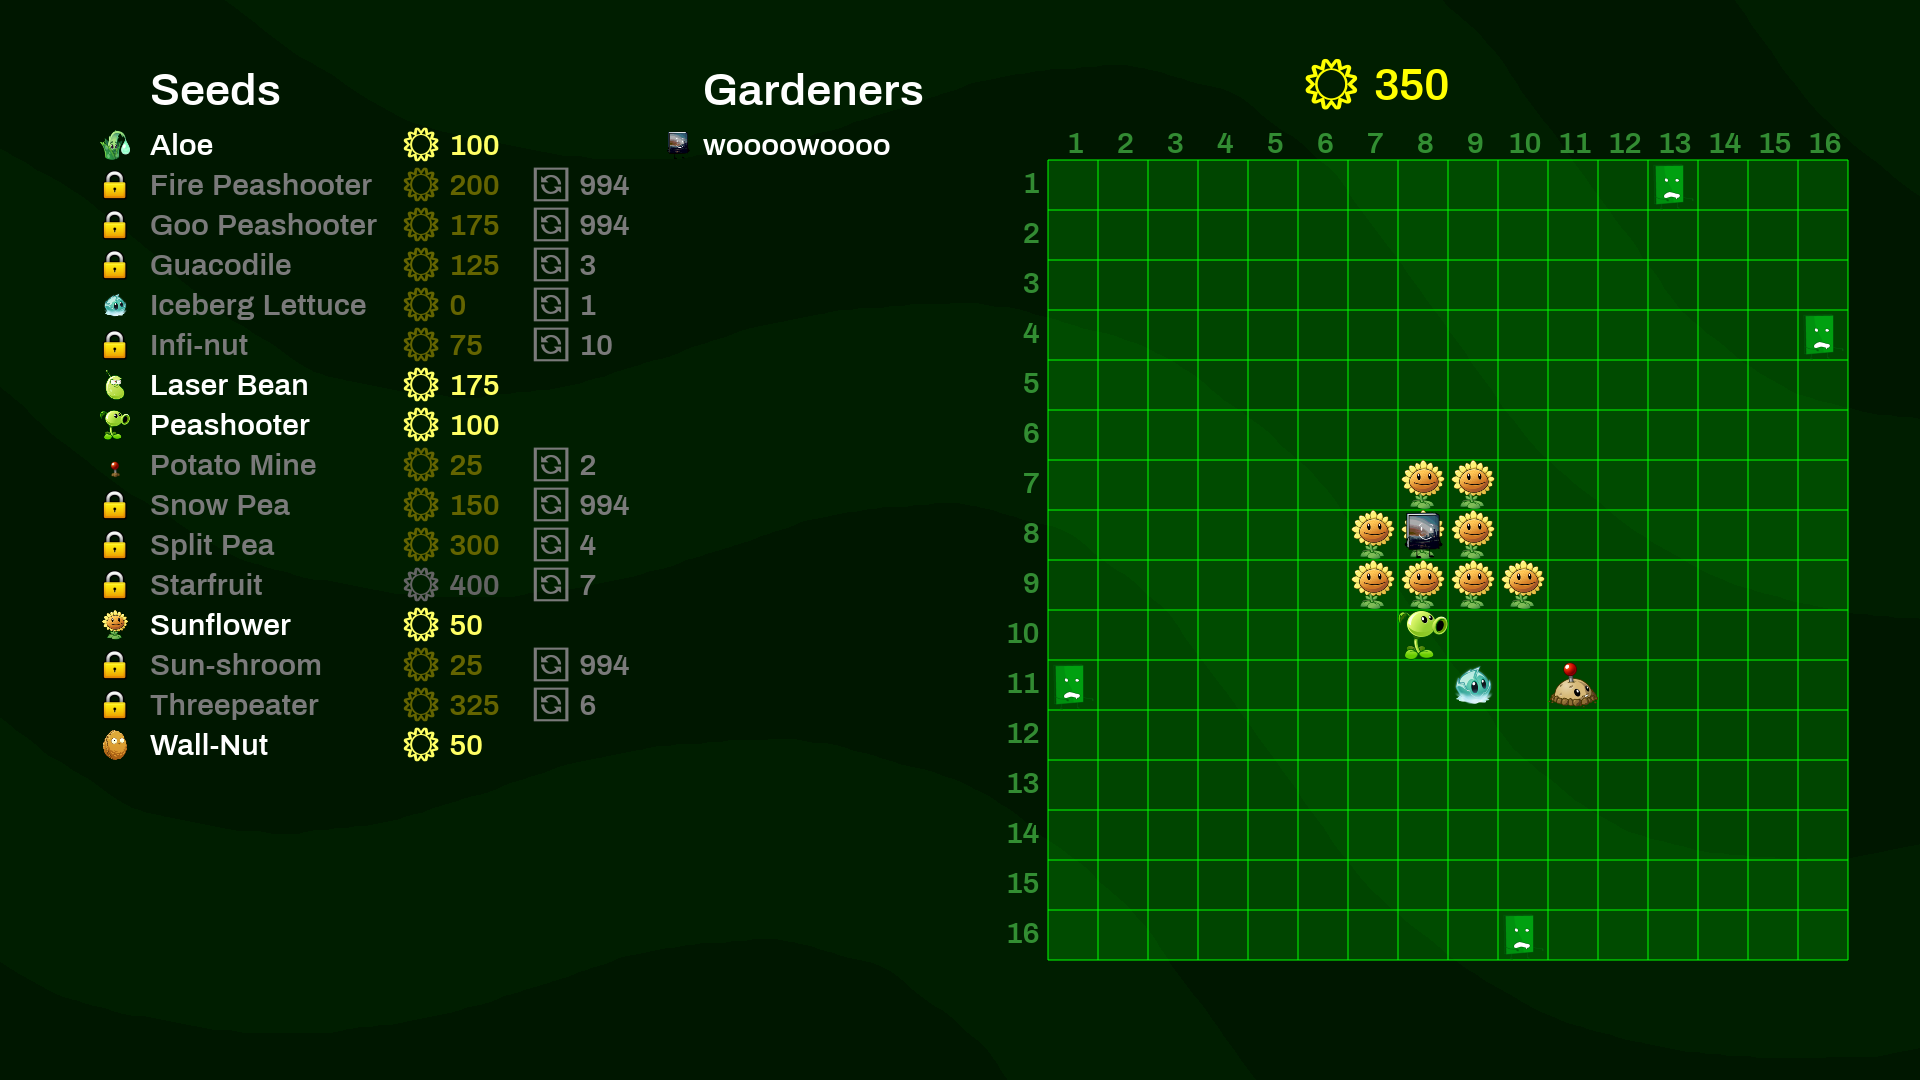 Seeds
Aloe 100
Fire Peashooter 200 994
Goo Peashooter 175 994
Guacodile 125 3
Iceberg Lettuce 0 1
Infi-nut 75 10
Laser Bean 175
Peashooter 100
Potato Mine 25 2
Snow Pea 150 994
Split Pea 300 4
Starfruit 400 7
Sunflower 50
Sun-shroom 25 994
Threepeater 325 6
Wall-Nut 50
Gardeners
woooowoooo
350
1 2 3 4 5 6 7 8 9 10 11 12 13 14 15 16
1
2
3
4
5
6
7
8
9
10
11
12
13
14
15
16